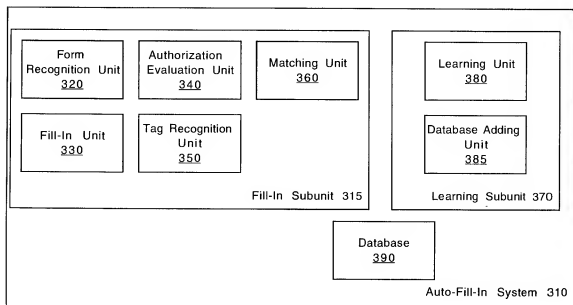 Form
Recognition Unit
320
Authorization
Evaluation Unit
340
Matching Unit
360
Fill-In Unit
330
Tag Recognition
Unit
350
Fill-In Subunit 315
Learning Unit
380
Database Adding
Unit
385
Learning Subunit 370
Database
390
Auto-Fill-In System 310